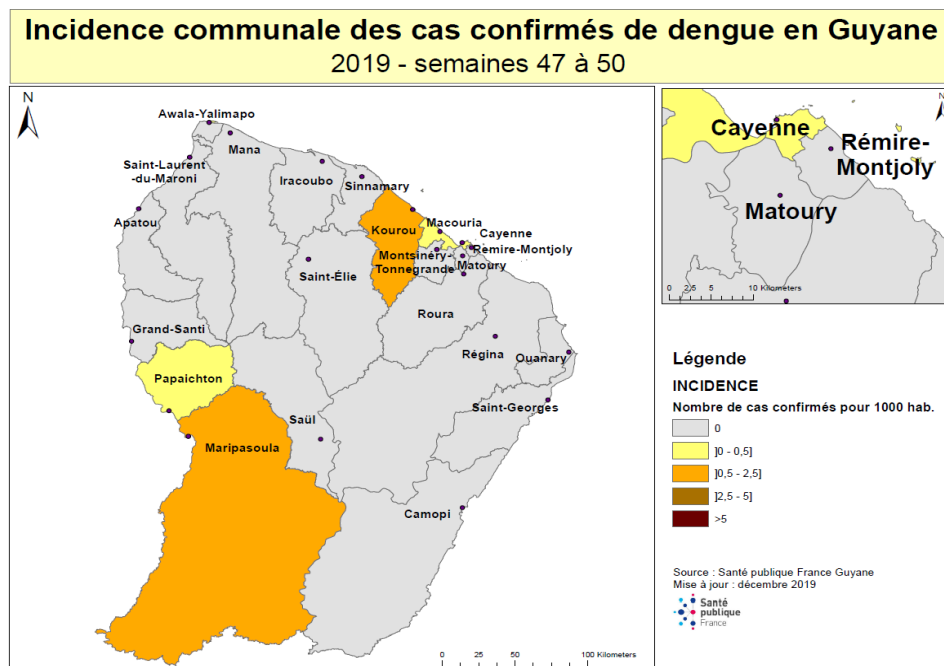 Incidence communale des cas confirmés de dengue en Guyane
2019 - semaines 47 à 50
N
Awala-Yalimapo
Mana
Saint-Laurent
-du-Maroni
Iracoubo
Sinnamary
Apatou
Kourou
Macouria
Cayenne
Remire-Montjoly
Montsinéry-
Tonnegrande
Matoury
Saint-Élie
Roura
Grand-Santi
Régina
Ouanary
Papaichton
Saint-Georges
Saül
Maripasoula
Camopi
0 25 50 100 Kilometers
N
Cayenne
Rémire-
Montjoly
Matoury
0 2,5 5 10 Kilometers
Légende
INCIDENCE
Nombre de cas confirmés pour 1000 hab.
0
]0 - 0,5]
]0,5 - 2,5]
]2,5 - 5]
>5
Source : Santé publique France Guyane
Mise à jour : décembre 2019
Santé
publique
France